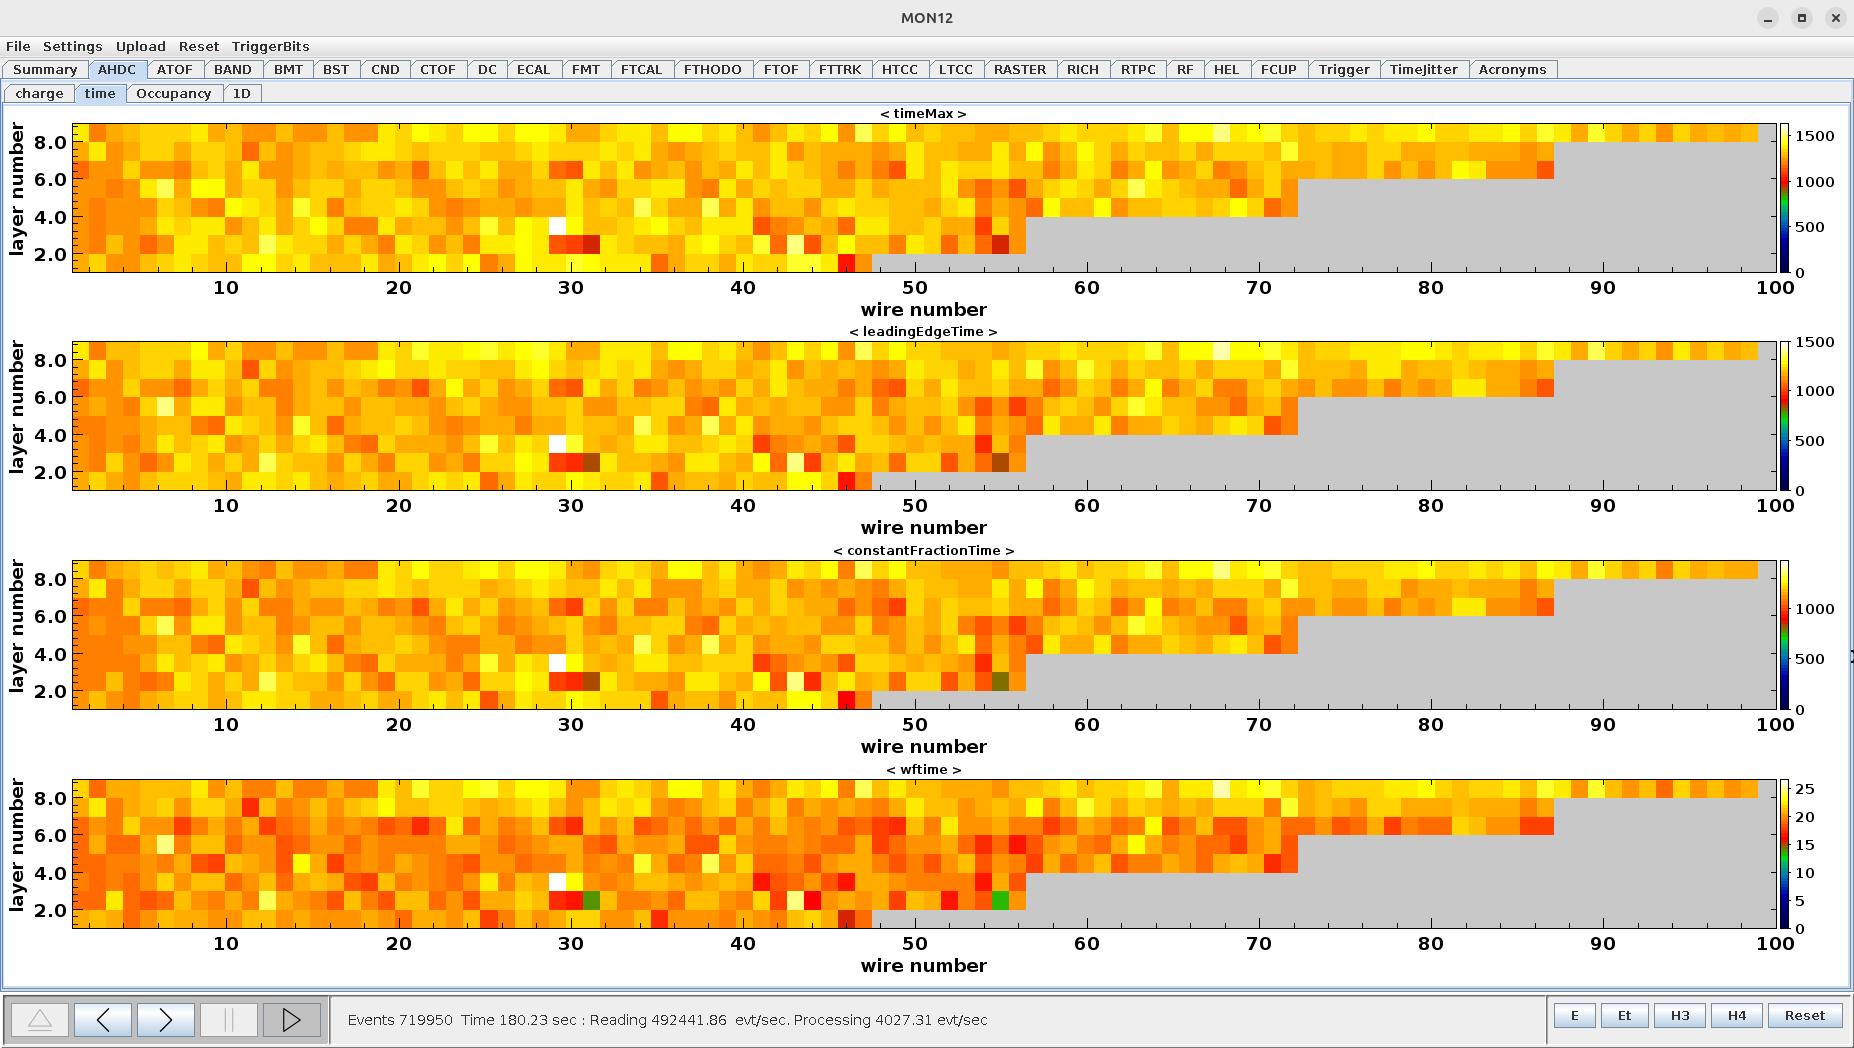 MON12
File Settings Upload Reset TriggerBits
Summary AHDC ATOF BAND BMT BST CND CTOF DC ECAL FMT FTCAL FTHODO FTOF FTTRK HTCC LTCC RASTER RICH RTPC RF HEL FCUP Trigger TimeJitter Acronyms
charge time Occupancy 1D
< timeMax >
layer number
8.0
6.0
4.0
2.0
10 20 30 40 50 60 70 80 90 100
wire number
1500
1000
500
0
< leadingEdgeTime >
layer number
8.0
6.0
4.0
2.0
10 20 30 40 50 60 70 80 90 100
wire number
1500
1000
500
0
< constantFractionTime >
layer number
8.0
6.0
4.0
2.0
10 20 30 40 50 60 70 80 90 100
wire number
1000
500
0
< wftime >
layer number
8.0
6.0
4.0
2.0
10 20 30 40 50 60 70 80 90 100
wire number
25
20
15
10
5
0
Events 719950 Time 180.23 sec : Reading 492441.86 evt/sec. Processing 4027.31 evt/sec
E Et H3 H4 Reset